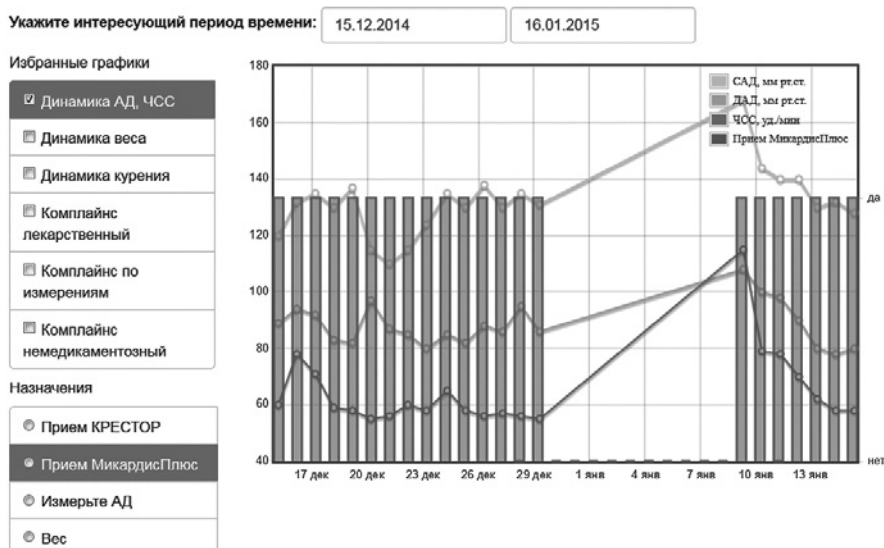 Укажите интересующий период времени:
15.12.2014
16.01.2015
Избранные графики
Динамика АД, ЧСС
Динамика веса
Динамика курения
Комплайнс
лекарственный
Комплайнс по
измерениям
Комплайнс
немедикаментозный
Назначения
Прием КРЕСТОР
Прием МикардисПлюс
Измерьте АД
Вес
180
160
140
120
100
80
60
40
САД, мм рт.ст.
ДАД, мм рт.ст.
ЧСС, уд./мин
Прием МикардисПлюс
да
нет
17 дек
20 дек
23 дек
26 дек
29 дек
1 янв
4 янв
7 янв
10 янв
13 янв